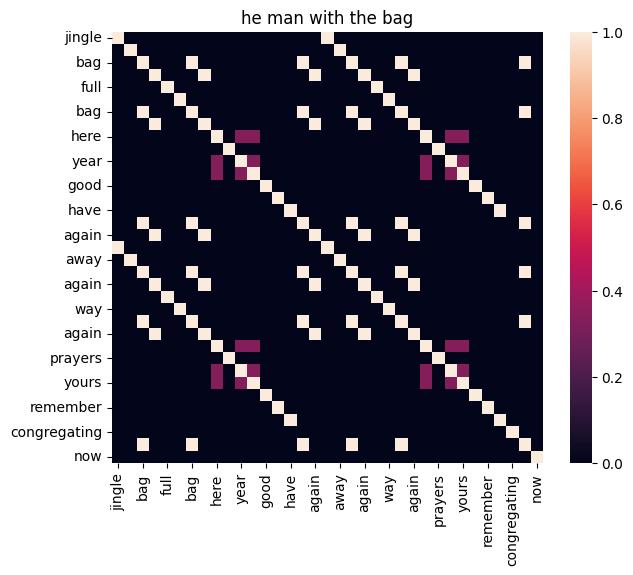 he man with the bag
jingle
bag
full
bag
here
year
good
have
again
away
again
way
again
prayers
yours
remember
congregating
now
jingle
bag
full
bag
here
year
good
have
again
away
again
way
again
prayers
yours
remember
congregating
now
1.0
0.8
0.6
0.4
0.2
0.0